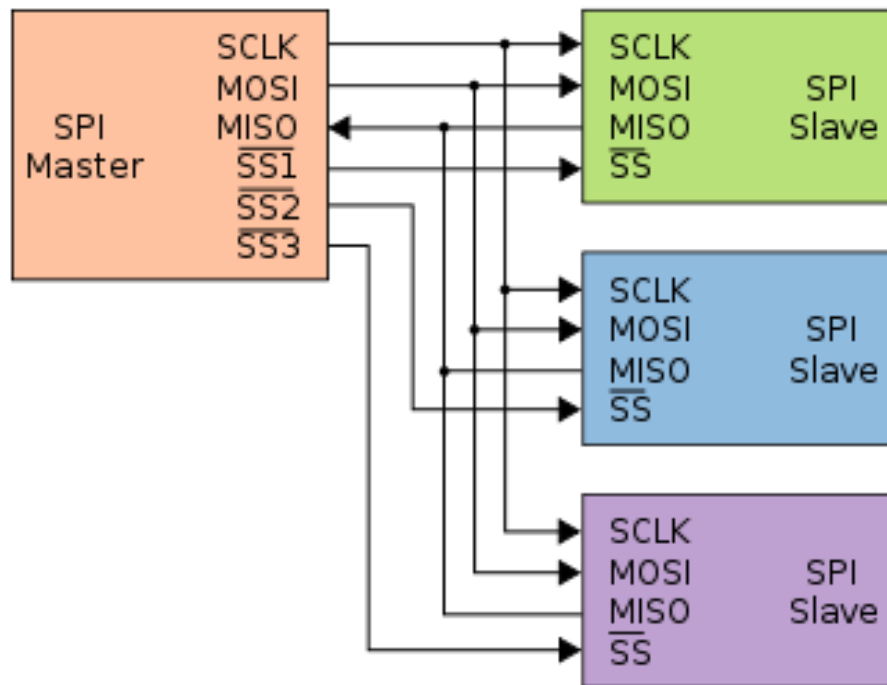 SCLK
MOSI
MISO
SS1
SS2
SS3
SPI
Master
SCLK
MOSI
MISO
SS
SPI
Slave
SCLK
MOSI
MISO
SS
SPI
Slave
SCLK
MOSI
MISO
SS
SPI
Slave